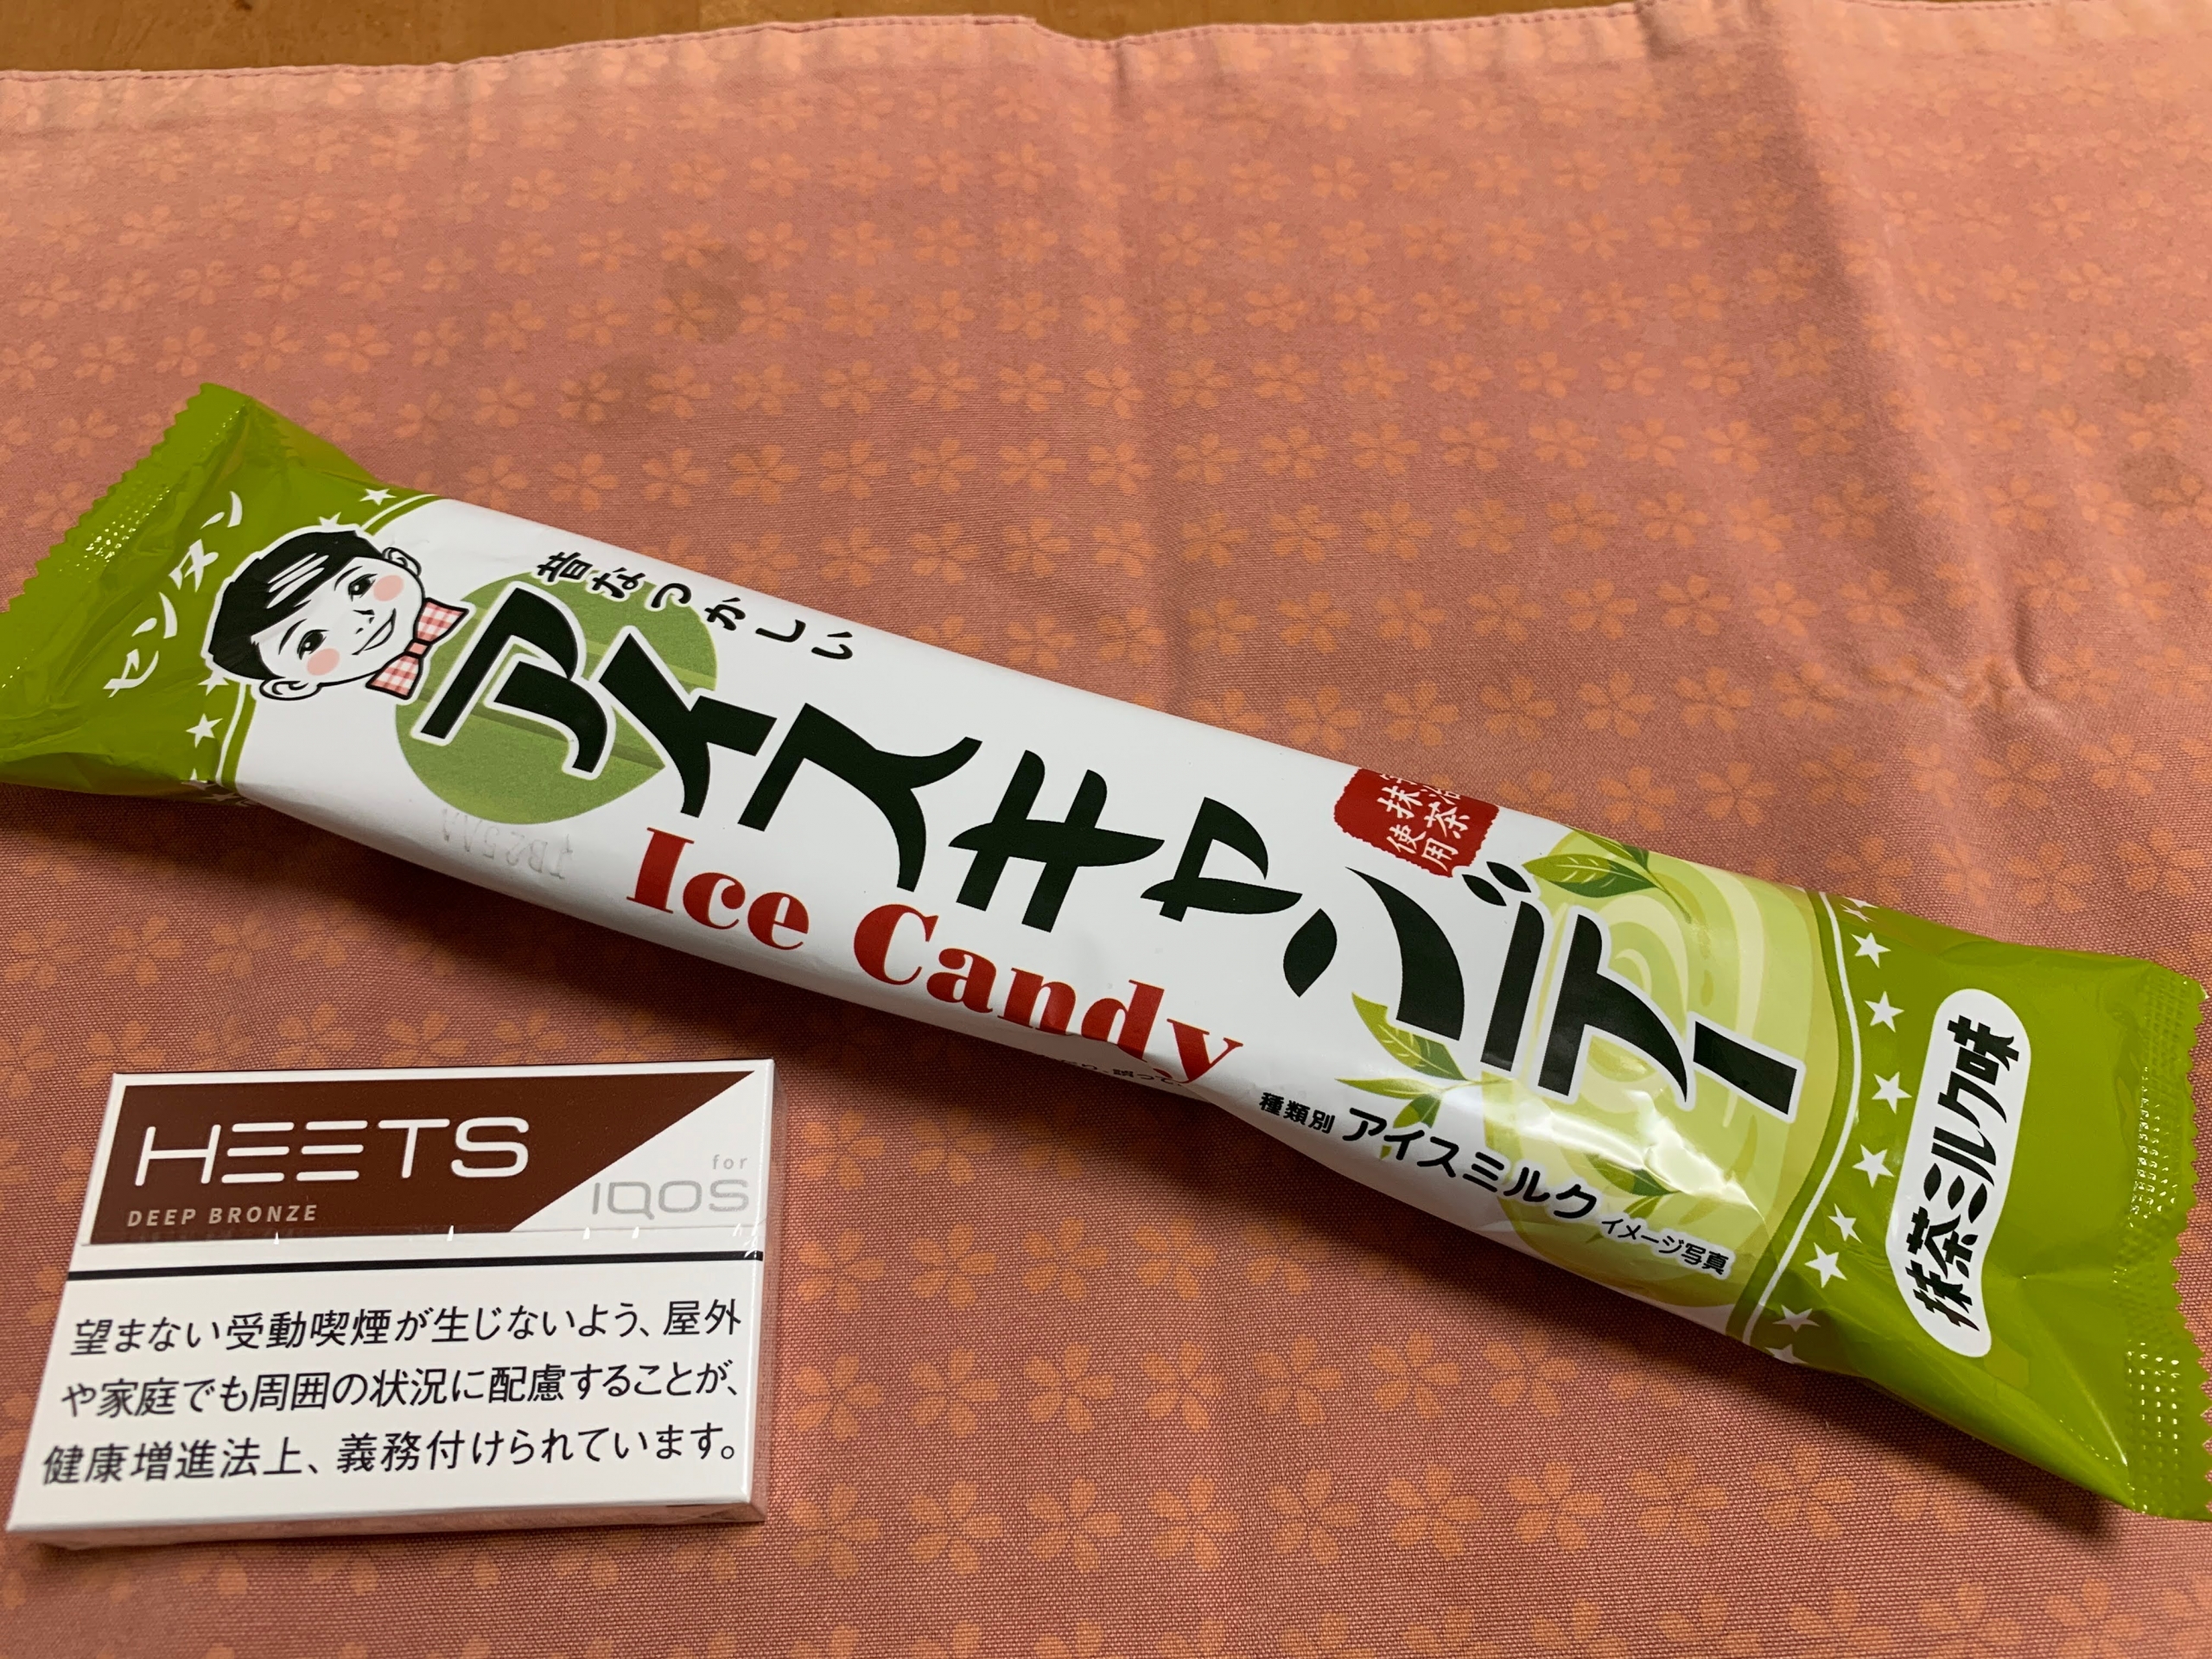 センタン
昔なつかしい
アイスキャンディー
Ice Candy
抹茶
使用
種類別 アイスミルク
イメージ写真
抹茶ミルク味
HEETS
DEEP BRONZE
for
IQOS
望まない受動喫煙が生じないよう、屋外
や家庭でも周囲の状況に配慮することが、
健康増進法上、義務付けられています。